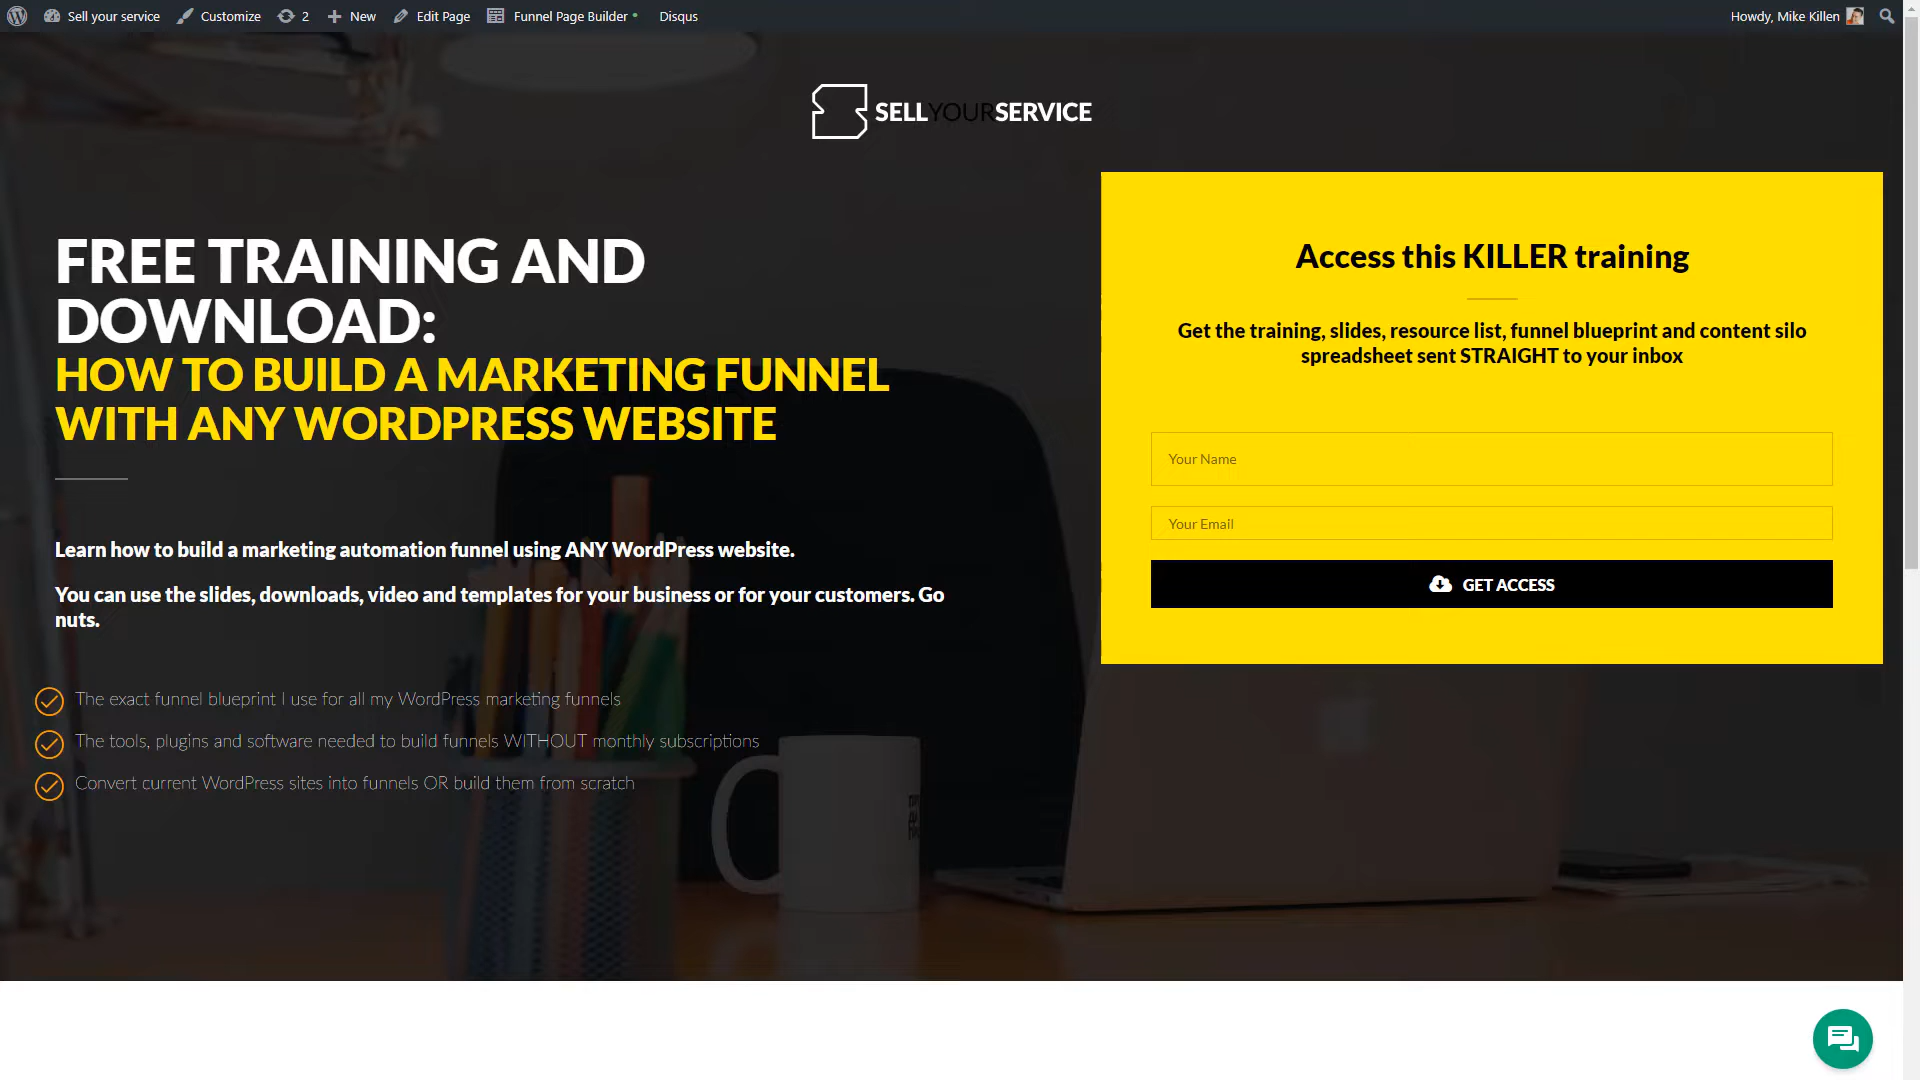 Sell your service
Customize
2
New
Edit Page
Funnel Page Builder
Disqus
Howdy, Mike Killen
SELLYOURSERVICE
FREE TRAINING AND
DOWNLOAD:
HOW TO BUILD A MARKETING FUNNEL
WITH ANY WORDPRESS WEBSITE
Learn how to build a marketing automation funnel using ANY WordPress website.
You can use the slides, downloads, video and templates for your business or for your customers. Go
nuts.
The exact funnel blueprint I use for all my WordPress marketing funnels
The tools, plugins and software needed to build funnels WITHOUT monthly subscriptions
Convert current WordPress sites into funnels OR build them from scratch
Access this KILLER training
Get the training, slides, resource list, funnel blueprint and content silo
spreadsheet sent STRAIGHT to your inbox
Your Name
Your Email
GET ACCESS